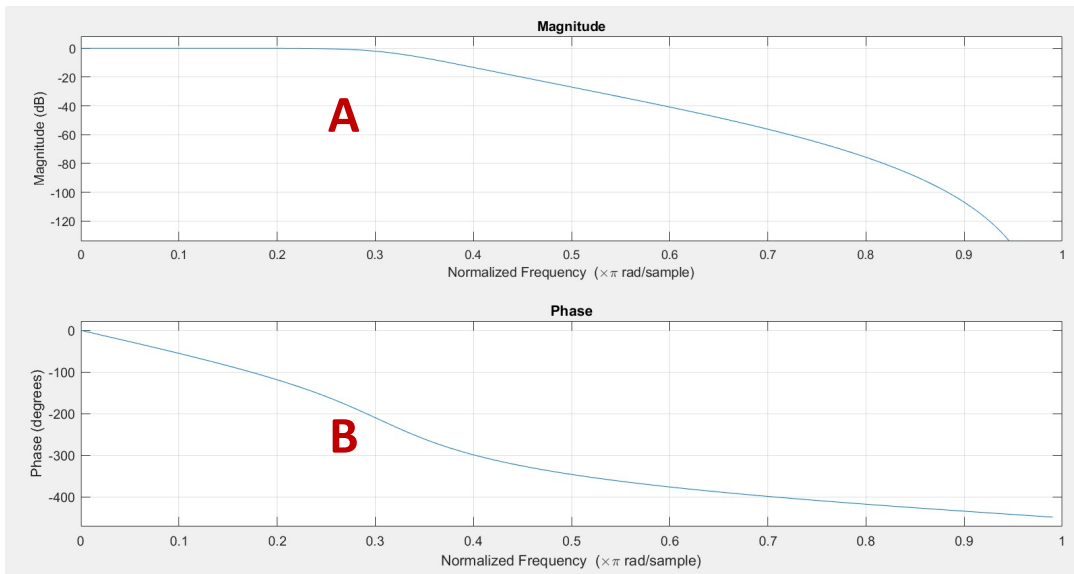 Magnitude
0
-20
-40
-60
-80
-100
-120
Magnitude (dB)
A
0 0.1 0.2 0.3 0.4 0.5 0.6 0.7 0.8 0.9 1
Normalized Frequency (×π rad/sample)
Phase
0
-100
-200
-300
-400
Phase (degrees)
B
0 0.1 0.2 0.3 0.4 0.5 0.6 0.7 0.8 0.9 1
Normalized Frequency (×π rad/sample)